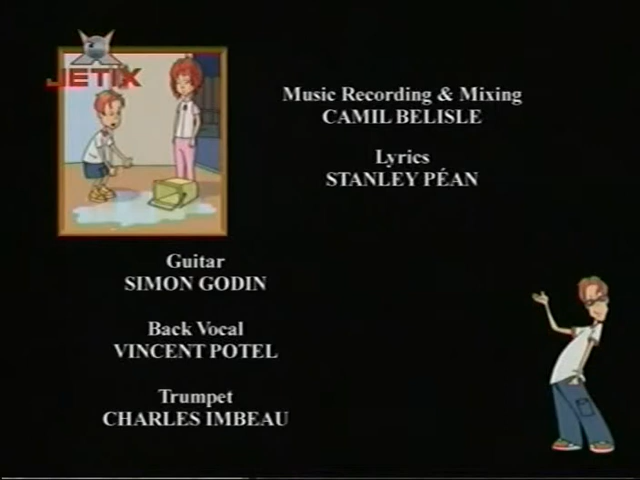 JETIX
Music Recording & Mixing
CAMIL BELISLE
Lyrics
STANLEY PÉAN
Guitar
SIMON GODIN
Back Vocal
VINCENT POTEL
Trumpet
CHARLES IMBEAU